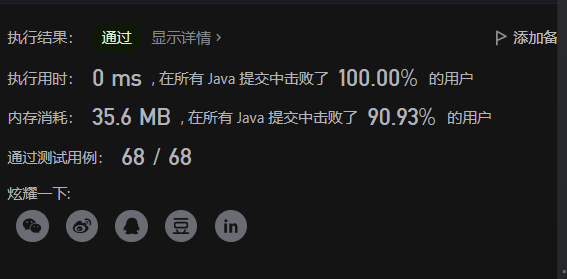 执行结果： 通过 显示详情 > 添加备
执行用时： 0 ms , 在所有 Java 提交中击败了 100.00% 的用户
内存消耗： 35.6 MB , 在所有 Java 提交中击败了 90.93% 的用户
通过测试用例： 68 / 68
炫耀一下:
豆 in